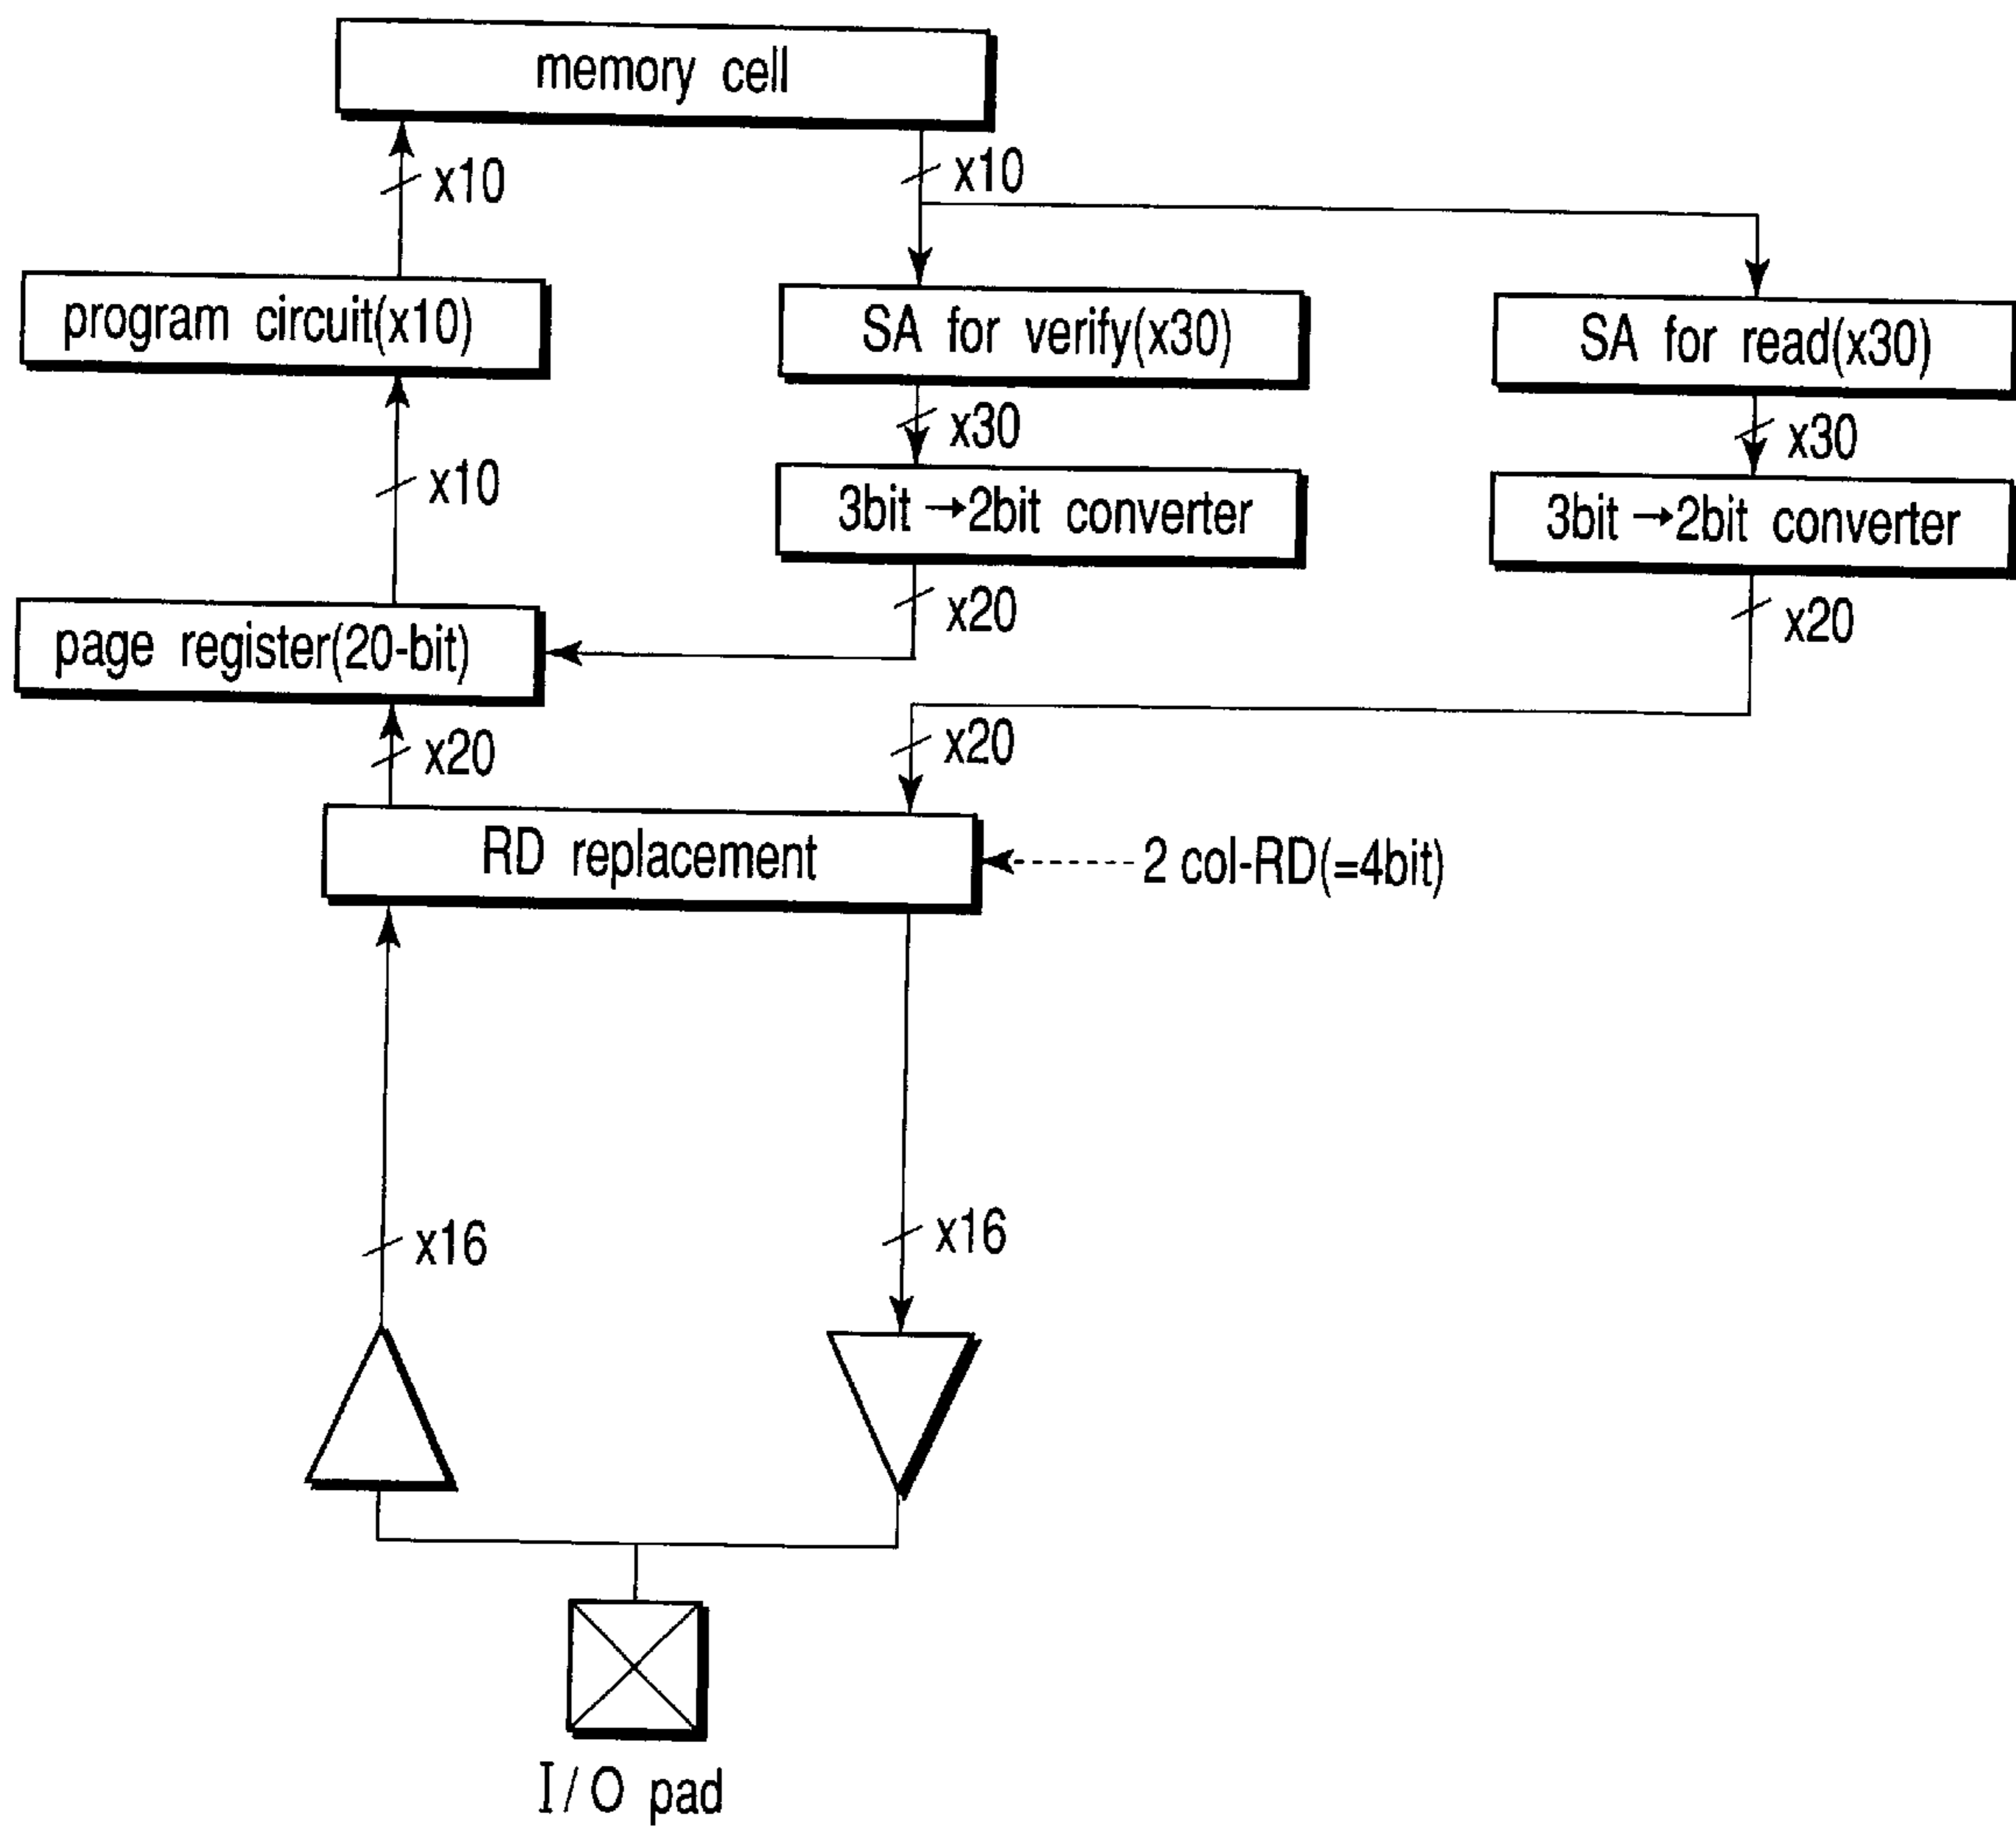 memory cell
x10
x10
program circuit(x10)
SA for verify(x30)
SA for read(x30)
x10
x30
x30
3bit→2bit converter
3bit→2bit converter
page register(20-bit)
x20
x20
x20
x20
RD replacement
2 col-RD(=4bit)
x16
x16
I/O pad